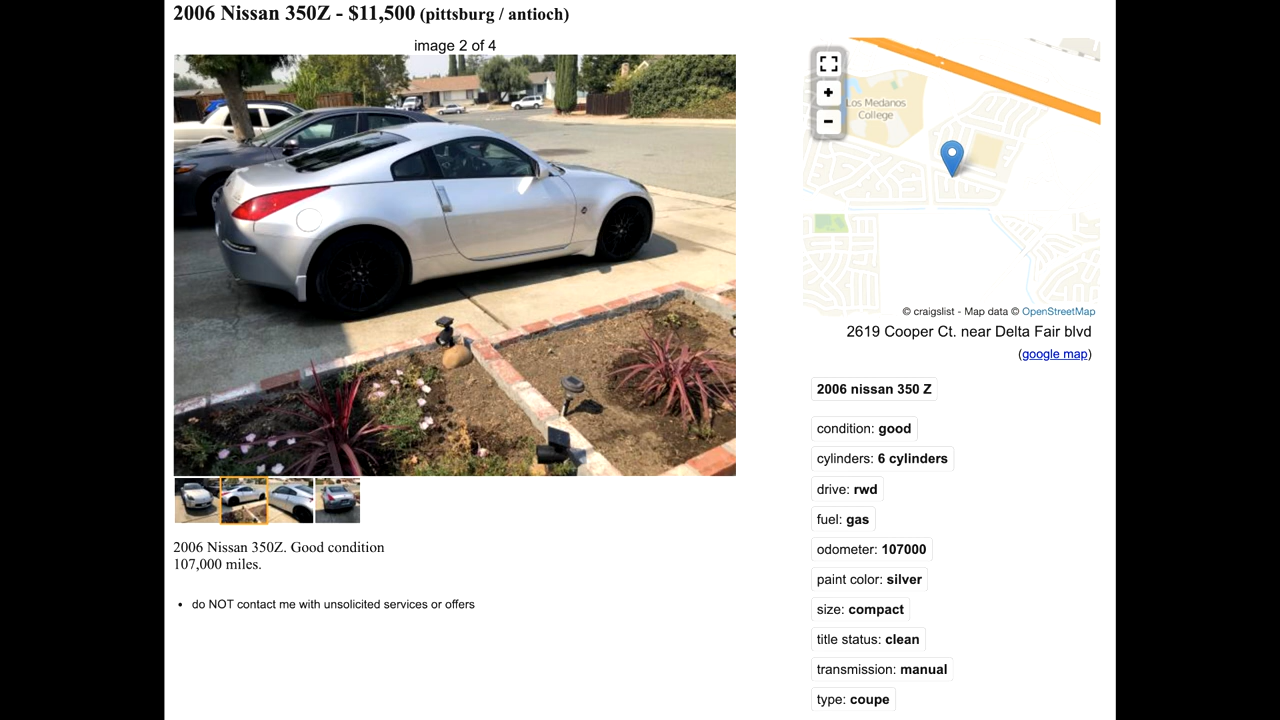 2006 Nissan 350Z - $11,500 (pittsburg / antioch)
image 2 of 4
Los Medanos
College
+
−
© craigslist - Map data © OpenStreetMap
2619 Cooper Ct. near Delta Fair blvd
(google map)
2006 nissan 350 Z
condition: good
cylinders: 6 cylinders
drive: rwd
fuel: gas
odometer: 107000
paint color: silver
size: compact
title status: clean
transmission: manual
type: coupe
2006 Nissan 350Z. Good condition
107,000 miles.
• do NOT contact me with unsolicited services or offers